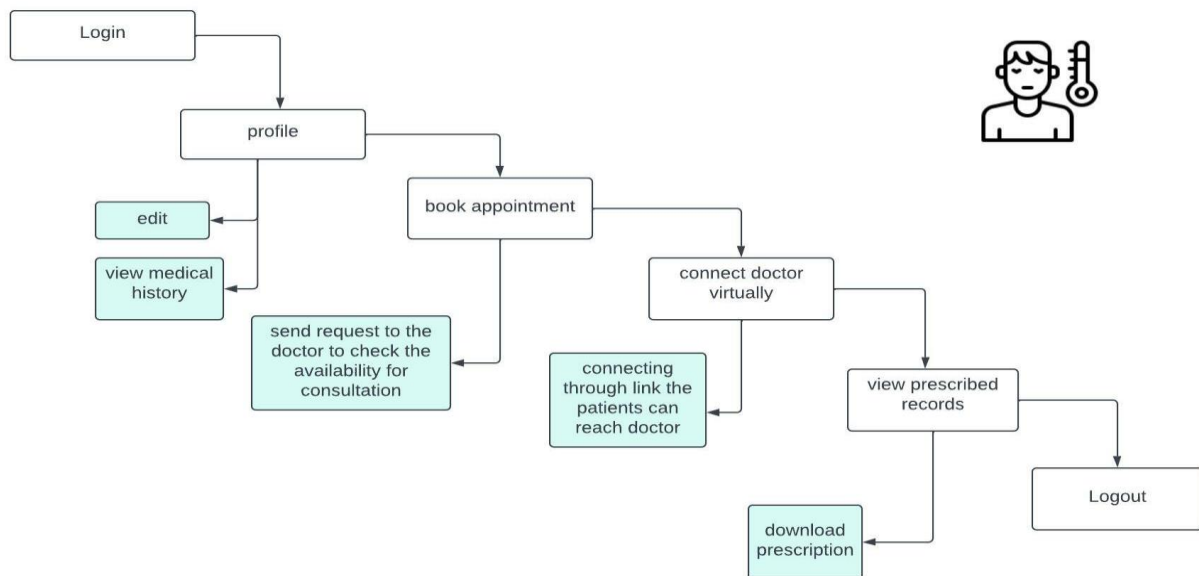 Login
profile
edit
book appointment
view medical
history
connect doctor
virtually
send request to the
doctor to check the
availability for
consultation
connecting
through link the
patients can
reach doctor
view prescribed
records
Logout
download
prescription